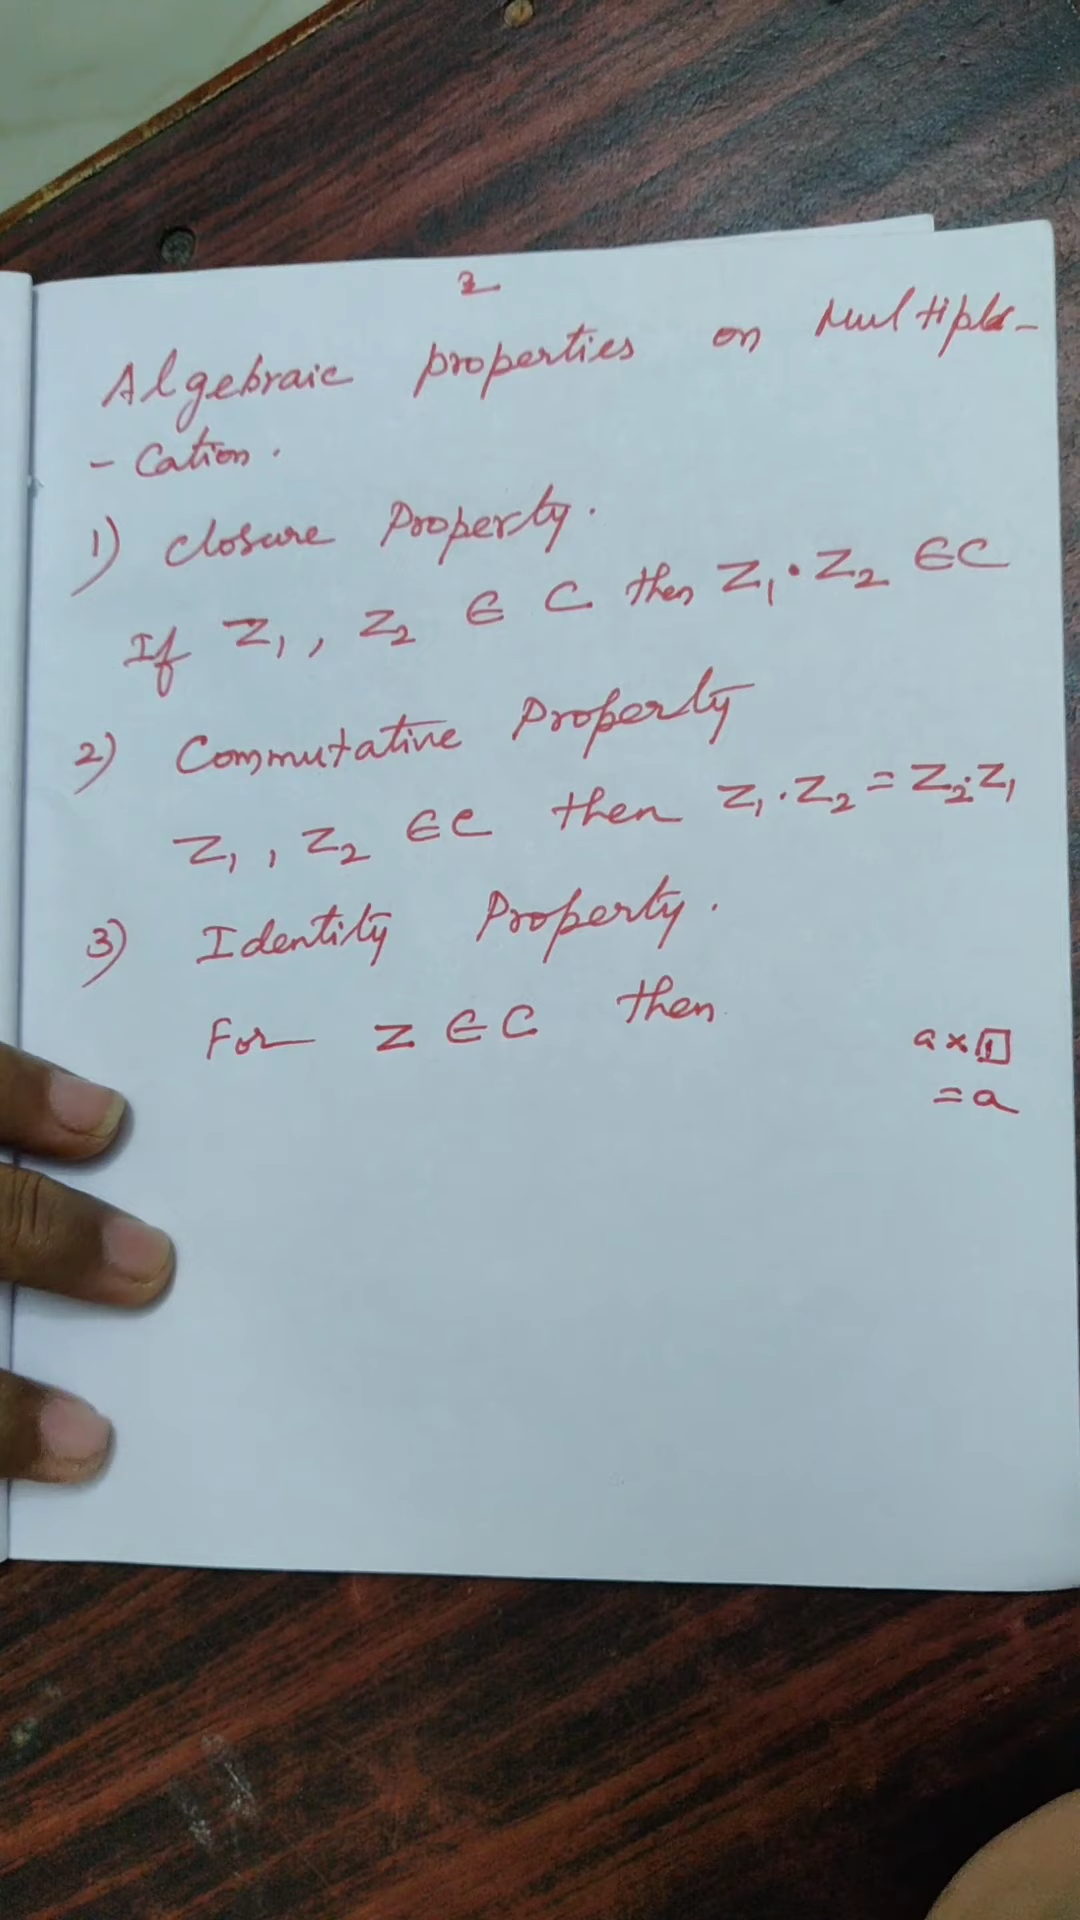 2
Algebraic properties on Multipli-
- Cation.
1) Closure Property.
If Z₁, Z₂ ∈ C then Z₁ · Z₂ ∈ C
2) Commutative Property
Z₁, Z₂ ∈ C then Z₁ · Z₂ = Z₂ · Z₁
3) Identity Property.
For Z ∈ C then
a × 1
= a